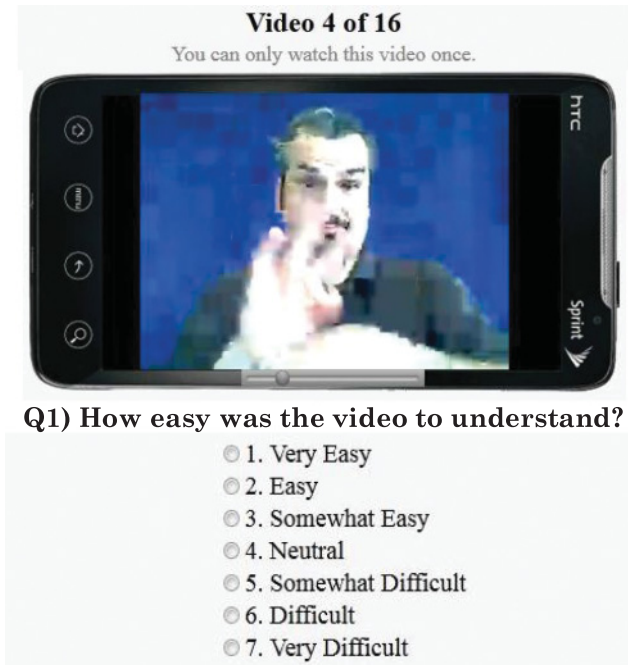 Video 4 of 16
You can only watch this video once.
hTC
menu
Sprint
Q1) How easy was the video to understand?
1. Very Easy
2. Easy
3. Somewhat Easy
4. Neutral
5. Somewhat Difficult
6. Difficult
7. Very Difficult